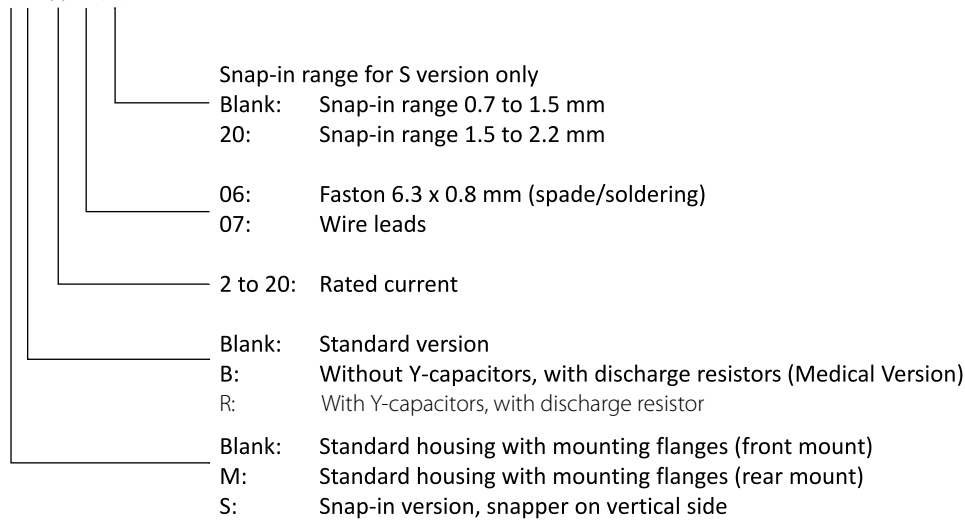 Snap-in range for S version only
Blank: Snap-in range 0.7 to 1.5 mm
20: Snap-in range 1.5 to 2.2 mm
06: Faston 6.3 x 0.8 mm (spade/soldering)
07: Wire leads
2 to 20: Rated current
Blank: Standard version
B: Without Y-capacitors, with discharge resistors (Medical Version)
R: With Y-capacitors, with discharge resistor
Blank: Standard housing with mounting flanges (front mount)
M: Standard housing with mounting flanges (rear mount)
S: Snap-in version, snapper on vertical side